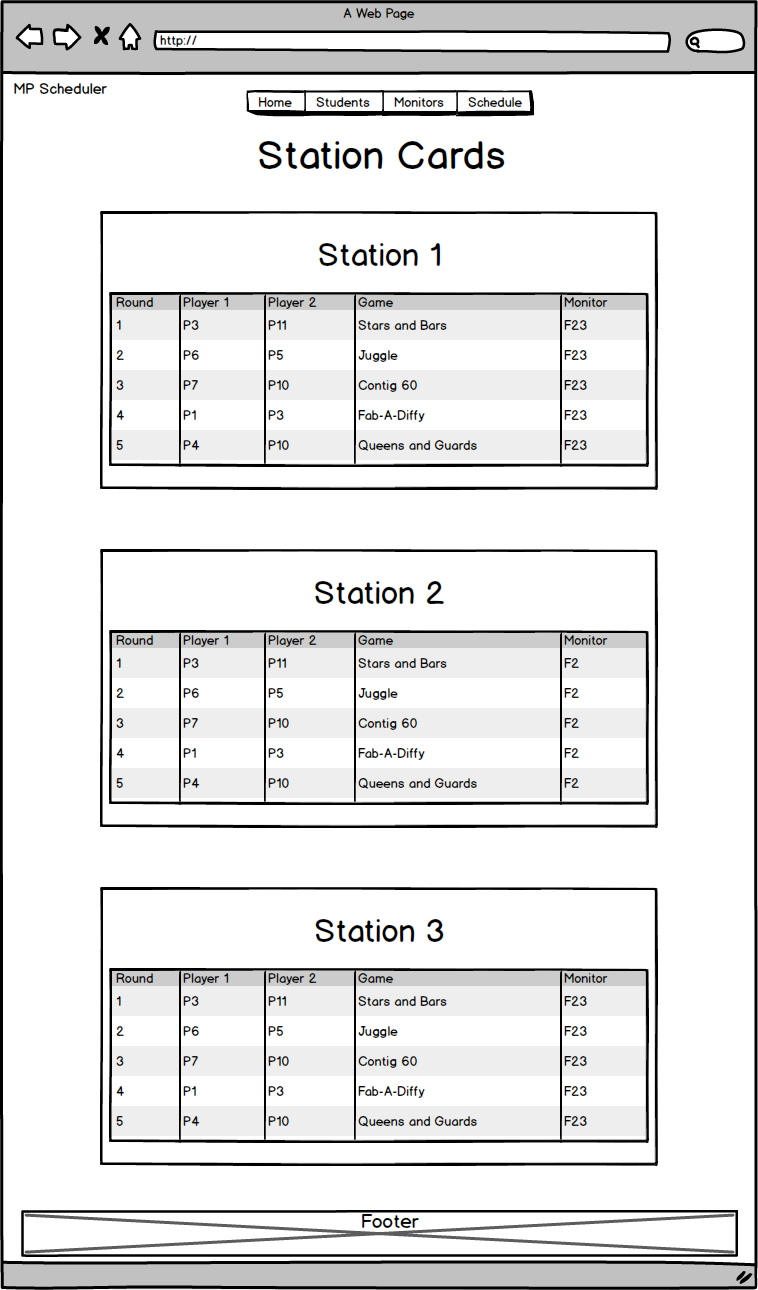 A Web Page
http://
MP Scheduler
Home Students Monitors Schedule
Station Cards
Station 1
Round Player 1 Player 2 Game Monitor
1 P3 P11 Stars and Bars F23
2 P6 P5 Juggle F23
3 P7 P10 Contig 60 F23
4 P1 P3 Fab-A-Diffy F23
5 P4 P10 Queens and Guards F23
Station 2
Round Player 1 Player 2 Game Monitor
1 P3 P11 Stars and Bars F2
2 P6 P5 Juggle F2
3 P7 P10 Contig 60 F2
4 P1 P3 Fab-A-Diffy F2
5 P4 P10 Queens and Guards F2
Station 3
Round Player 1 Player 2 Game Monitor
1 P3 P11 Stars and Bars F23
2 P6 P5 Juggle F23
3 P7 P10 Contig 60 F23
4 P1 P3 Fab-A-Diffy F23
5 P4 P10 Queens and Guards F23
Footer